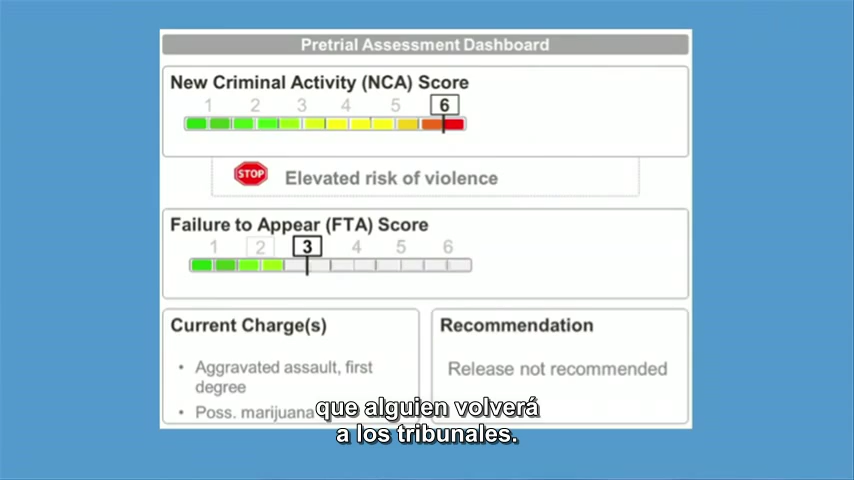 Pretrial Assessment Dashboard
New Criminal Activity (NCA) Score
1 2 3 4 5 6
STOP Elevated risk of violence
Failure to Appear (FTA) Score
1 2 3 4 5 6
Current Charge(s)
• Aggravated assault, first
degree
• Poss. marijuana
Recommendation
Release not recommended
que alguien volverá
a los tribunales.